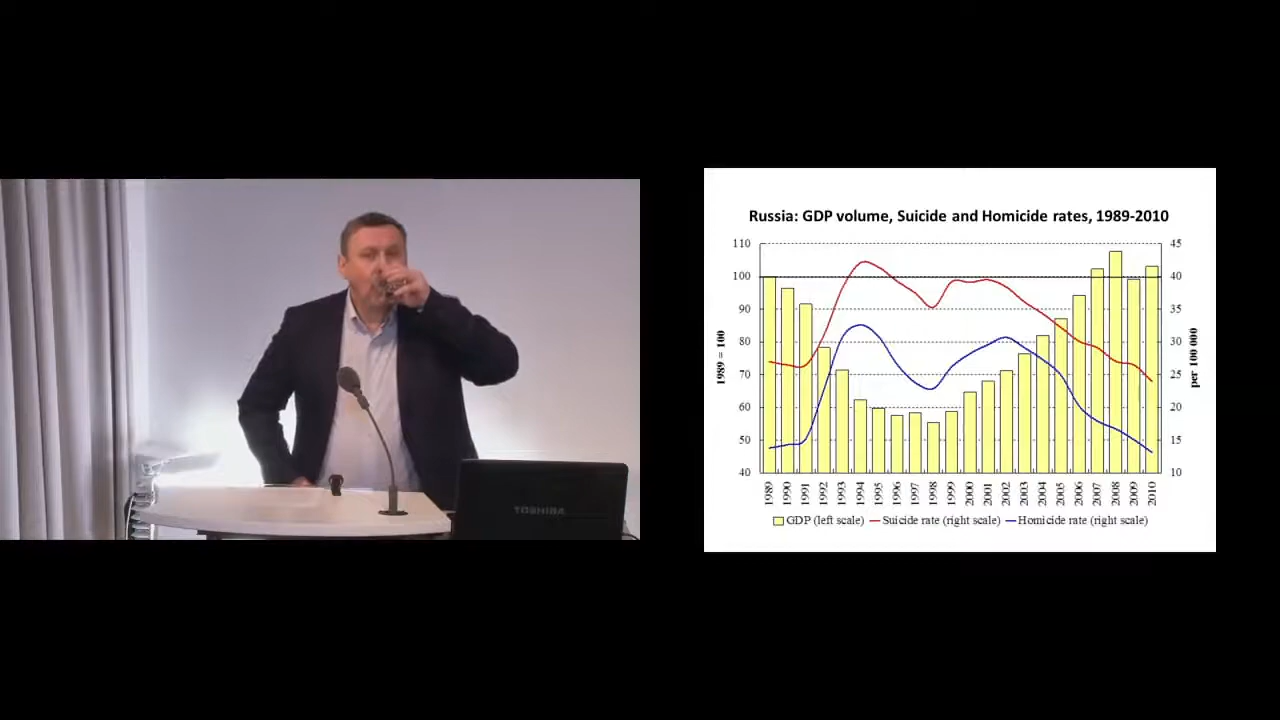 TOSHIBA
Russia: GDP volume, Suicide and Homicide rates, 1989-2010
110
100
90
80
70
60
50
40
1989 = 100
45
40
35
30
25
20
15
10
per 100 000
1989 1990 1991 1992 1993 1994 1995 1996 1997 1998 1999 2000 2001 2002 2003 2004 2005 2006 2007 2008 2009 2010
GDP (left scale) Suicide rate (right scale) Homicide rate (right scale)